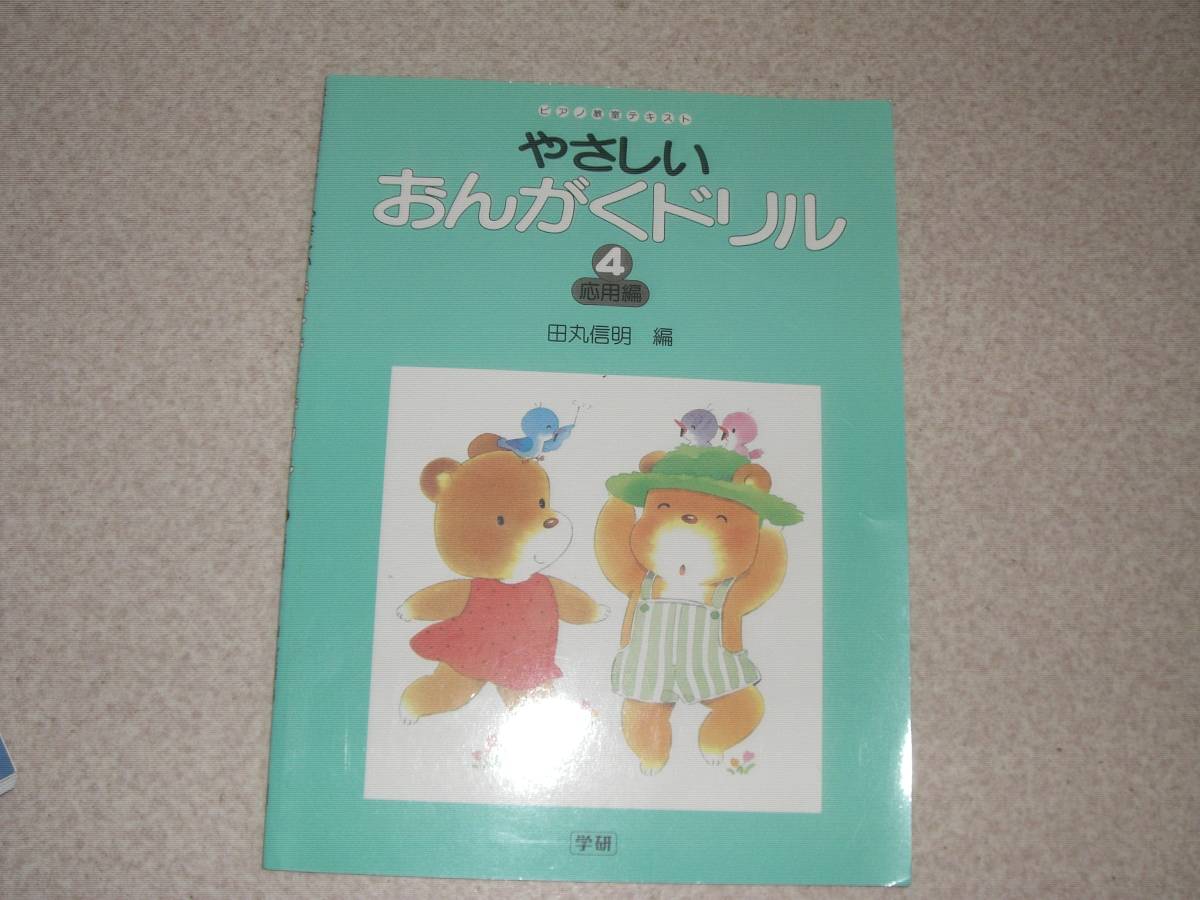 ピアノ教室テキスト
やさしい
おんがくドリル
4
応用編
田丸信明 編
学研